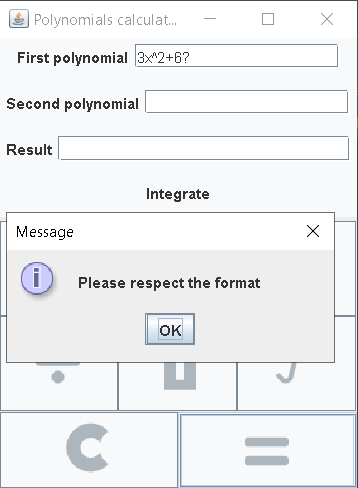 Polynomials calculat...
First polynomial 3x^2+6?
Second polynomial
Result
Integrate
Message
Please respect the format
OK